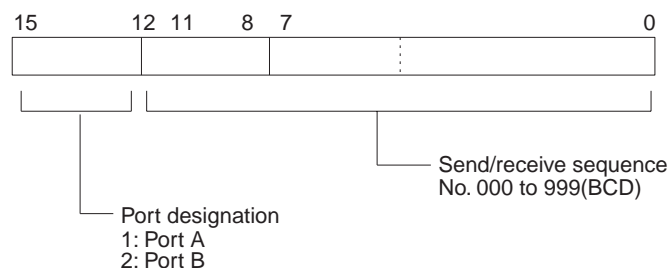 15 12 11 8 7 0
Send/receive sequence
No. 000 to 999(BCD)
Port designation
1: Port A
2: Port B